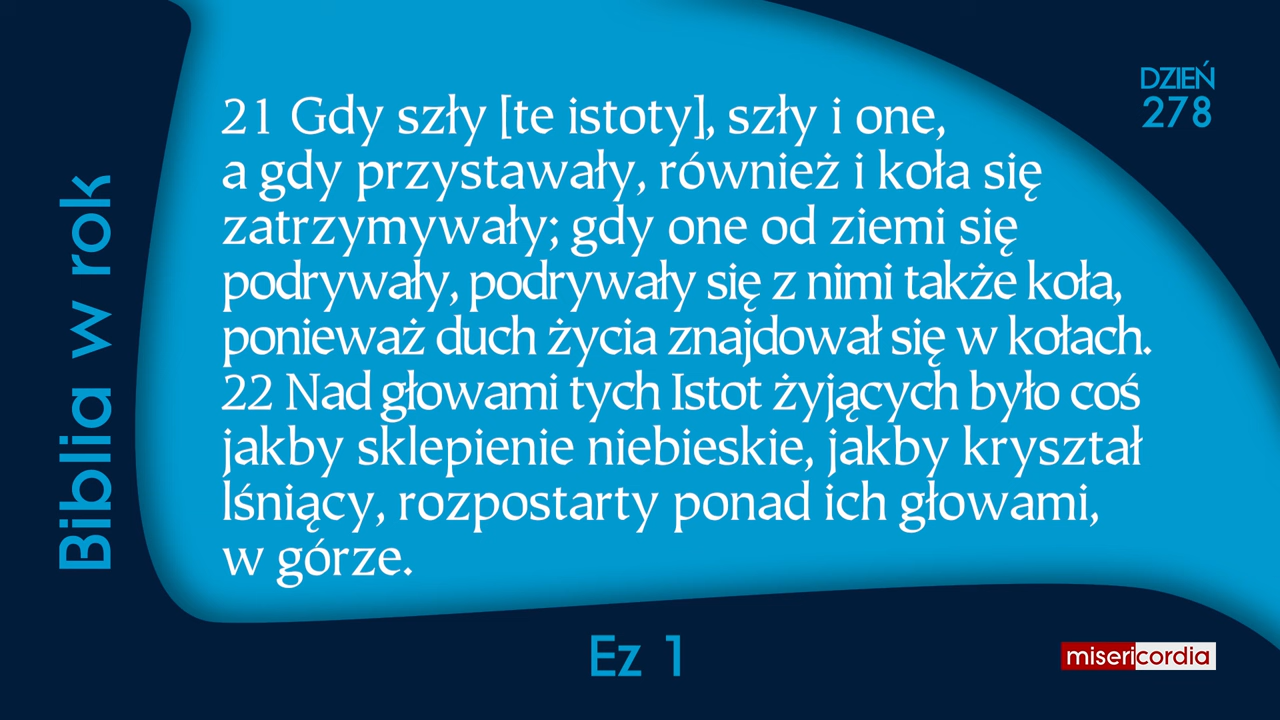 DZIEŃ
278
21 Gdy szły [te istoty], szły i one,
a gdy przystawały, również i koła się
zatrzymywały; gdy one od ziemi się
podrywały, podrywały się z nimi także koła,
ponieważ duch życia znajdował się w kołach.
22 Nad głowami tych Istot żyjących było coś
jakby sklepienie niebieskie, jakby kryształ
lśniący, rozpostarty ponad ich głowami,
w górze.
Biblia w rok
Ez 1
misericordia